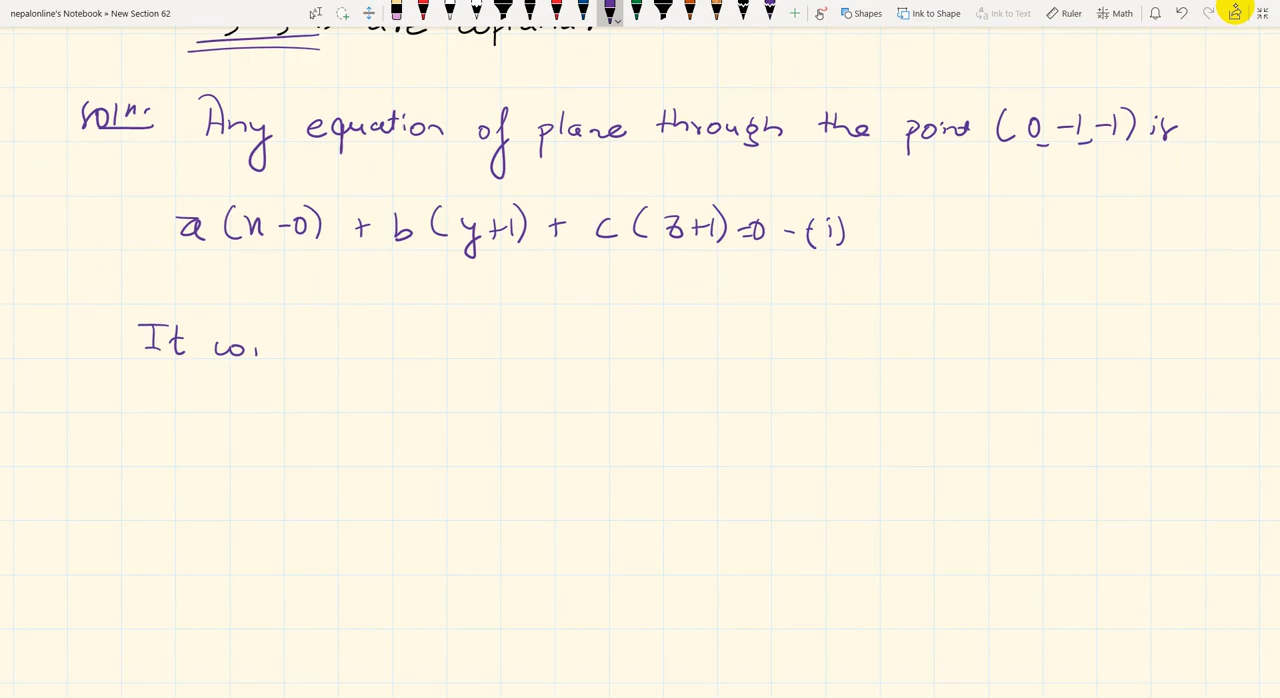 nepalonline's Notebook » New Section 62
Shapes Ink to Shape Ink to Text Ruler Math
are
Soln: Any equation of plane through the point (0, -1, -1) is
a (x-0) + b (y+1) + c (z+1) =0 - (i)
It